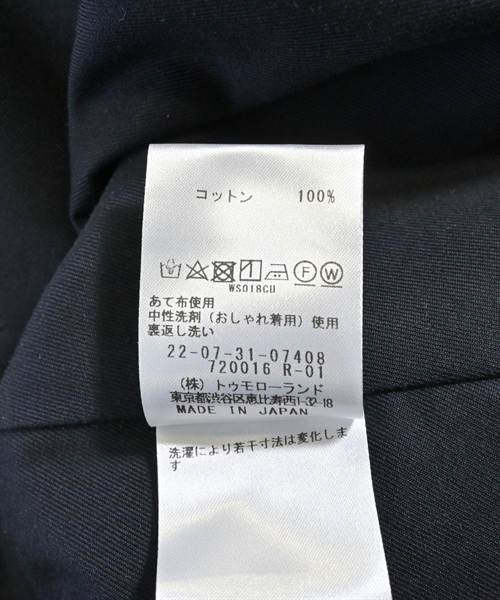 コットン 100%
F W
WS018CU
あて布使用
中性洗剤（おしゃれ着用）使用
裏返し洗い
22-07-31-07408
720016 R-01
(株) トゥモローランド
東京都渋谷区恵比寿西1-32-18
MADE IN JAPAN
洗濯により若干寸法は変化しま
す